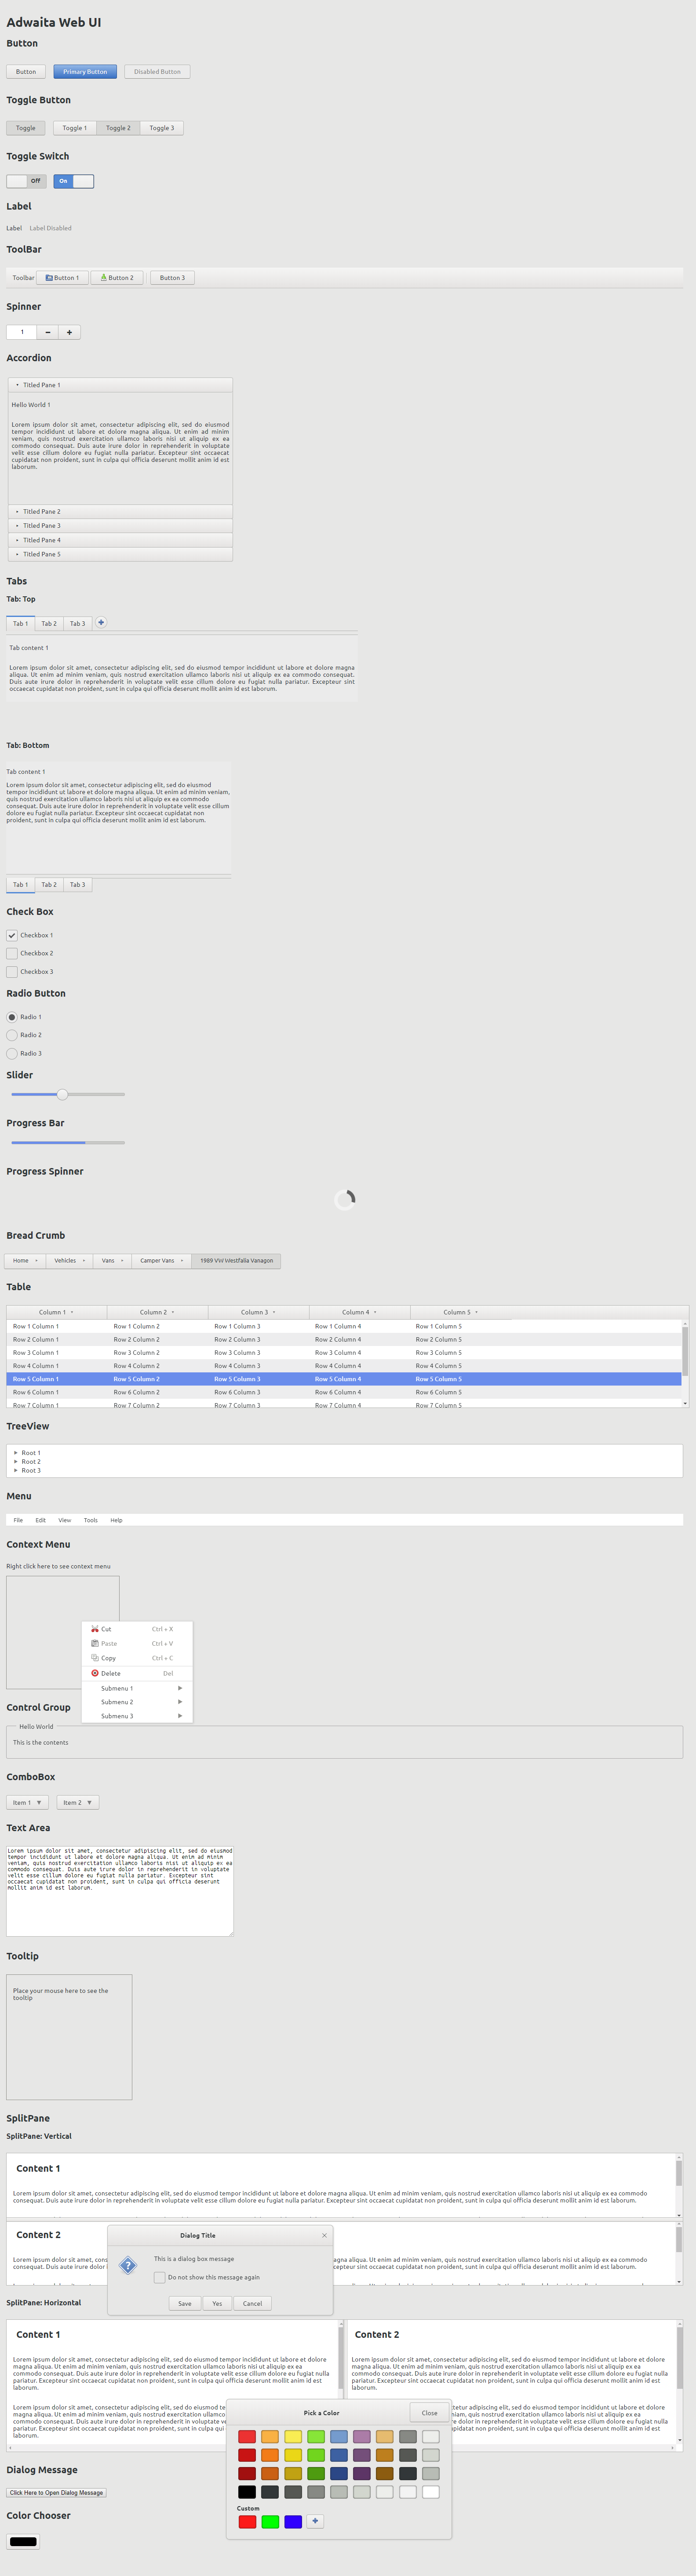 Adwaita Web UI
Button
Button Primary Button Disabled Button
Toggle Button
Toggle Toggle 1 Toggle 2 Toggle 3
Toggle Switch
Off On
Label
Label Label Disabled
ToolBar
Toolbar Button 1 Button 2 Button 3
Spinner
1 − +
Accordion
Titled Pane 1
Hello World 1
Lorem ipsum dolor sit amet, consectetur adipiscing elit, sed do eiusmod
tempor incididunt ut labore et dolore magna aliqua. Ut enim ad minim
veniam, quis nostrud exercitation ullamco laboris nisi ut aliquip ex ea
commodo consequat. Duis aute irure dolor in reprehenderit in voluptate
velit esse cillum dolore eu fugiat nulla pariatur. Excepteur sint occaecat
cupidatat non proident, sunt in culpa qui officia deserunt mollit anim id est
laborum.
Titled Pane 2
Titled Pane 3
Titled Pane 4
Titled Pane 5
Tabs
Tab: Top
Tab 1 Tab 2 Tab 3 +
Tab content 1
Lorem ipsum dolor sit amet, consectetur adipiscing elit, sed do eiusmod tempor incididunt ut labore et dolore magna
aliqua. Ut enim ad minim veniam, quis nostrud exercitation ullamco laboris nisi ut aliquip ex ea commodo consequat.
Duis aute irure dolor in reprehenderit in voluptate velit esse cillum dolore eu fugiat nulla pariatur. Excepteur sint
occaecat cupidatat non proident, sunt in culpa qui officia deserunt mollit anim id est laborum.
Tab: Bottom
Tab content 1
Lorem ipsum dolor sit amet, consectetur adipiscing elit, sed do eiusmod
tempor incididunt ut labore et dolore magna aliqua. Ut enim ad minim veniam,
quis nostrud exercitation ullamco laboris nisi ut aliquip ex ea commodo
consequat. Duis aute irure dolor in reprehenderit in voluptate velit esse cillum
dolore eu fugiat nulla pariatur. Excepteur sint occaecat cupidatat non
proident, sunt in culpa qui officia deserunt mollit anim id est laborum.
Tab 1 Tab 2 Tab 3
Check Box
Checkbox 1
Checkbox 2
Checkbox 3
Radio Button
Radio 1
Radio 2
Radio 3
Slider
Progress Bar
Progress Spinner
Bread Crumb
Home Vehicles Vans Camper Vans 1989 VW Westfalia Vanagon
Table
Column 1 Column 2 Column 3 Column 4 Column 5
Row 1 Column 1 Row 1 Column 2 Row 1 Column 3 Row 1 Column 4 Row 1 Column 5
Row 2 Column 1 Row 2 Column 2 Row 2 Column 3 Row 2 Column 4 Row 2 Column 5
Row 3 Column 1 Row 3 Column 2 Row 3 Column 3 Row 3 Column 4 Row 3 Column 5
Row 4 Column 1 Row 4 Column 2 Row 4 Column 3 Row 4 Column 4 Row 4 Column 5
Row 5 Column 1 Row 5 Column 2 Row 5 Column 3 Row 5 Column 4 Row 5 Column 5
Row 6 Column 1 Row 6 Column 2 Row 6 Column 3 Row 6 Column 4 Row 6 Column 5
Row 7 Column 1 Row 7 Column 2 Row 7 Column 3 Row 7 Column 4 Row 7 Column 5
TreeView
Root 1
Root 2
Root 3
Menu
File Edit View Tools Help
Context Menu
Right click here to see context menu
Cut Ctrl + X
Paste Ctrl + V
Copy Ctrl + C
Delete Del
Submenu 1
Submenu 2
Submenu 3
Control Group
Hello World
This is the contents
ComboBox
Item 1 Item 2
Text Area
Lorem ipsum dolor sit amet, consectetur adipiscing elit, sed do eiusmod
tempor incididunt ut labore et dolore magna aliqua. Ut enim ad minim
veniam, quis nostrud exercitation ullamco laboris nisi ut aliquip ex ea
commodo consequat. Duis aute irure dolor in reprehenderit in voluptate
velit esse cillum dolore eu fugiat nulla pariatur. Excepteur sint
occaecat cupidatat non proident, sunt in culpa qui officia deserunt
mollit anim id est laborum.
Tooltip
Place your mouse here to see the
tooltip
SplitPane
SplitPane: Vertical
Content 1
Lorem ipsum dolor sit amet, consectetur adipiscing elit, sed do eiusmod tempor incididunt ut labore et dolore magna aliqua. Ut enim ad minim veniam, quis nostrud exercitation ullamco laboris nisi ut aliquip ex ea commodo
consequat. Duis aute irure dolor in reprehenderit in voluptate velit esse cillum dolore eu fugiat nulla pariatur. Excepteur sint occaecat cupidatat non proident, sunt in culpa qui officia deserunt mollit anim id est laborum.
Content 2
Lorem ipsum dolor sit amet, cons
magna aliqua. Ut enim ad minim veniam, quis nostrud exercitation ullamco laboris nisi ut aliquip ex ea commodo
consequat. Duis aute irure dolor in
nulla pariatur. Excepteur sint occaecat cupidatat non proident, sunt in culpa qui officia deserunt mollit anim id est laborum.
Dialog Title ×
This is a dialog box message
?
Do not show this message again
Save Yes Cancel
SplitPane: Horizontal
Content 1
Lorem ipsum dolor sit amet, consectetur adipiscing elit, sed do eiusmod tempor incididunt ut labore et dolore
magna aliqua. Ut enim ad minim veniam, quis nostrud exercitation ullamco laboris nisi ut aliquip ex ea
commodo consequat. Duis aute irure dolor in reprehenderit in voluptate velit esse cillum dolore eu fugiat nulla
pariatur. Excepteur sint occaecat cupidatat non proident, sunt in culpa qui officia deserunt mollit anim id est
laborum.
Lorem ipsum dolor sit amet, consectetur
magna aliqua. Ut enim ad minim veniam,
commodo consequat. Duis aute irure dolor
pariatur. Excepteur sint occaecat cupidatat
laborum.
Content 2
Lorem ipsum dolor sit amet, consectetur adipiscing elit, sed do eiusmod tempor incididunt ut labore et dolore
magna aliqua. Ut enim ad minim veniam, quis nostrud exercitation ullamco laboris nisi ut aliquip ex ea
commodo consequat. Duis aute irure dolor in reprehenderit in voluptate velit esse cillum dolore eu fugiat nulla
pariatur. Excepteur sint occaecat cupidatat non proident, sunt in culpa qui officia deserunt mollit anim id est
laborum.
adipiscing elit, sed do eiusmod tempor incididunt ut labore et dolore
quis nostrud exercitation ullamco laboris nisi ut aliquip ex ea
in reprehenderit in voluptate velit esse cillum dolore eu fugiat nulla
non proident, sunt in culpa qui officia deserunt mollit anim id est
Pick a Color Close
Custom
+
Dialog Message
Click Here to Open Dialog Message
Color Chooser